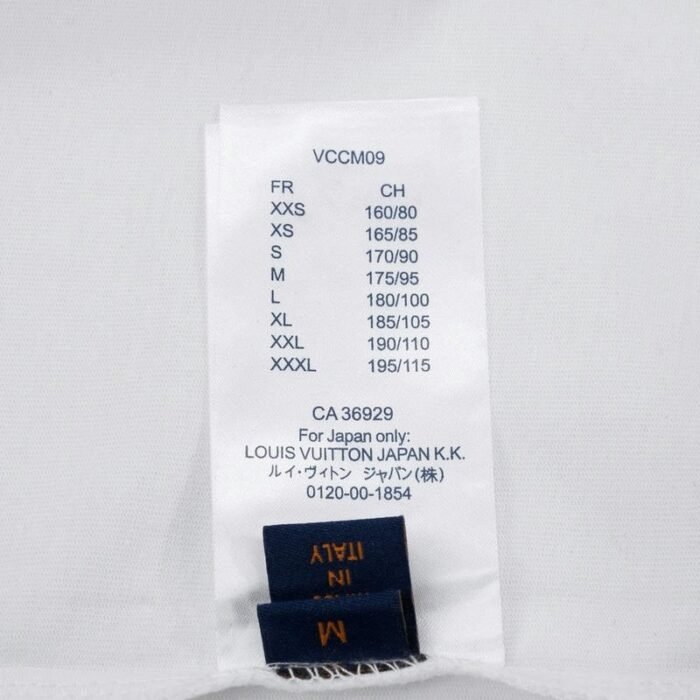 VCCM09
FR CH
XXS 160/80
XS 165/85
S 170/90
M 175/95
L 180/100
XL 185/105
XXL 190/110
XXXL 195/115
CA 36929
For Japan only:
LOUIS VUITTON JAPAN K.K.
ルイ・ヴィトン ジャパン(株)
0120-00-1854
IN
ITALY
M